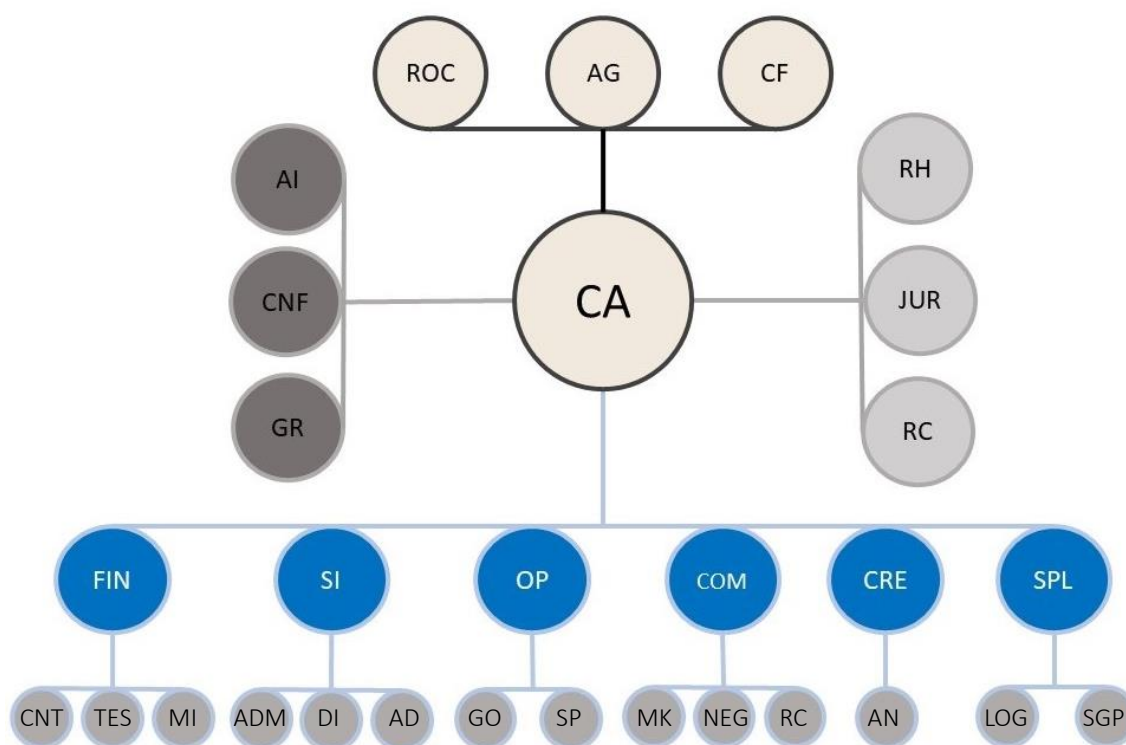 ROC AG CF
AI RH
CNF CA JUR
GR RC
FIN SI OP COM CRE SPL
CNT TES MI ADM DI AD GO SP MK NEG RC AN LOG SGP